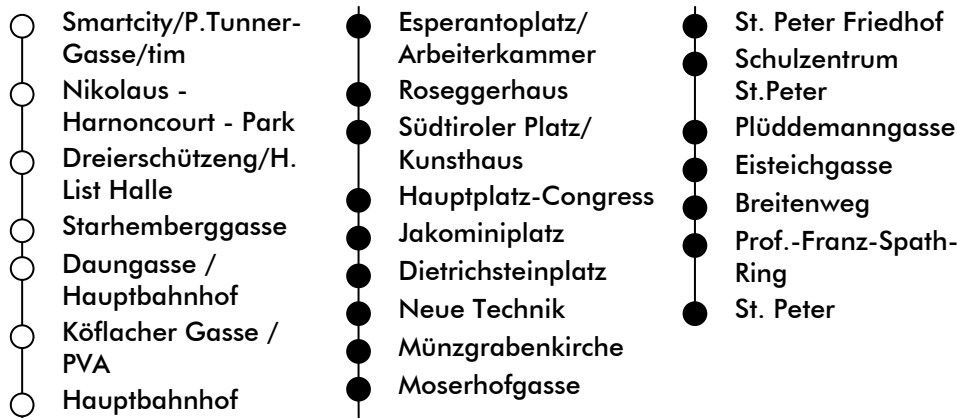 Smartcity/P.Tunner-
Gasse/tim
Nikolaus -
Harnoncourt - Park
Dreierschützeng/H.
List Halle
Starhemberggasse
Daungasse /
Hauptbahnhof
Köflacher Gasse /
PVA
Hauptbahnhof
Esperantoplatz/
Arbeiterkammer
Roseggerhaus
Südtiroler Platz/
Kunsthaus
Hauptplatz-Congress
Jakominiplatz
Dietrichsteinplatz
Neue Technik
Münzgrabenkirche
Moserhofgasse
St. Peter Friedhof
Schulzentrum
St.Peter
Plüddemanngasse
Eisteichgasse
Breitenweg
Prof.-Franz-Spath-
Ring
St. Peter